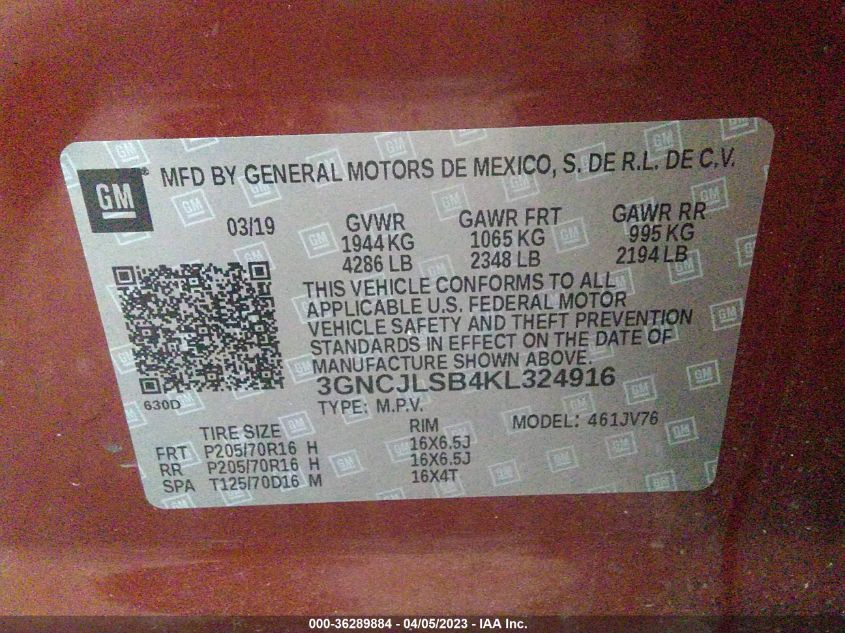 GM
MFD BY GENERAL MOTORS DE MEXICO, S. DE R.L. DE C.V.
03/19 GVWR GAWR FRT GAWR RR
1944 KG 1065 KG 995 KG
4286 LB 2348 LB 2194 LB
THIS VEHICLE CONFORMS TO ALL
APPLICABLE U.S. FEDERAL MOTOR
VEHICLE SAFETY AND THEFT PREVENTION
STANDARDS IN EFFECT ON THE DATE OF
MANUFACTURE SHOWN ABOVE.
3GNCJLSB4KL324916
630D
TYPE: M.P.V. MODEL: 461JV76
TIRE SIZE RIM
FRT P205/70R16 H 16X6.5J
RR P205/70R16 H 16X6.5J
SPA T125/70D16 M 16X4T
000-36289884 - 04/05/2023 - IAA Inc.